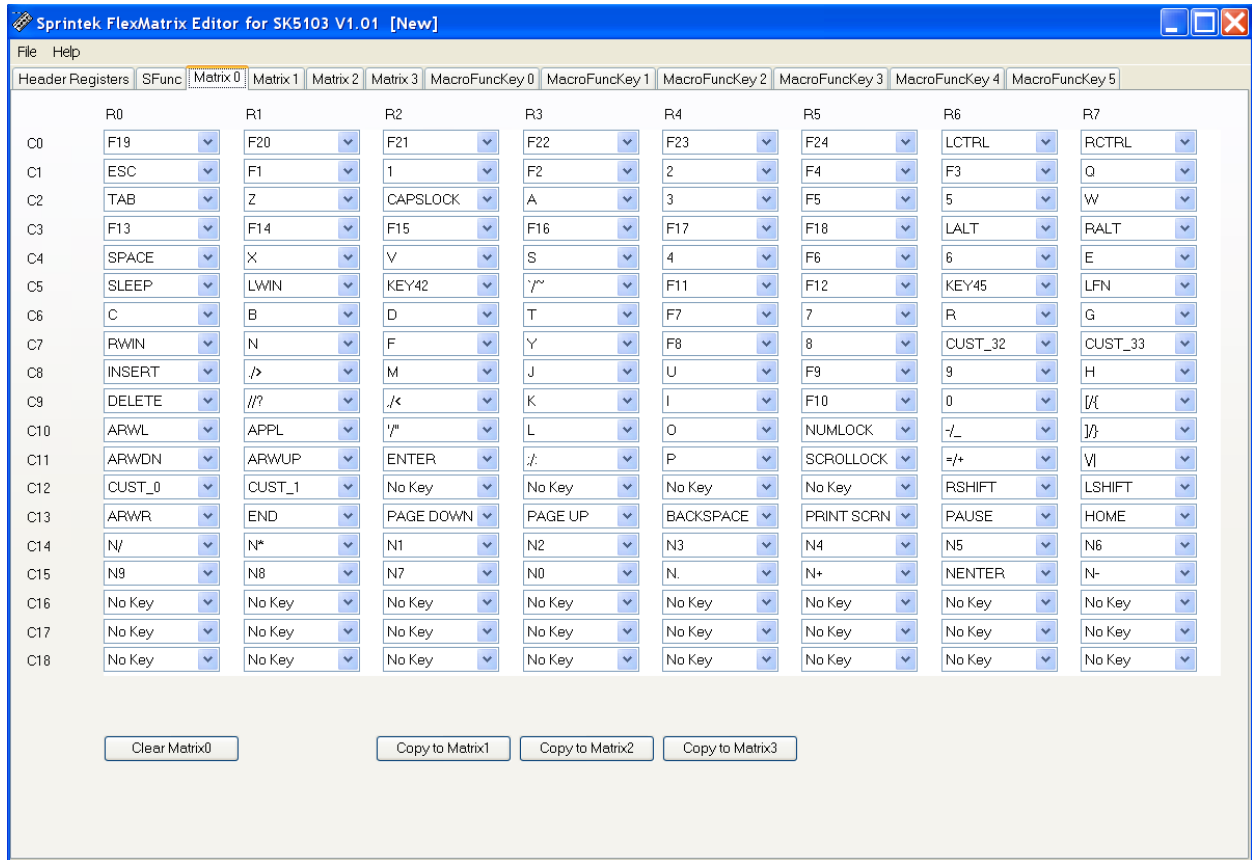 Sprintek FlexMatrix Editor for SK5103 V1.01 [New]
File Help
Header Registers SFunc Matrix 0 Matrix 1 Matrix 2 Matrix 3 MacroFuncKey 0 MacroFuncKey 1 MacroFuncKey 2 MacroFuncKey 3 MacroFuncKey 4 MacroFuncKey 5
R0 R1 R2 R3 R4 R5 R6 R7
C0 F19 F20 F21 F22 F23 F24 LCTRL RCTRL
C1 ESC F1 1 F2 2 F4 F3 Q
C2 TAB Z CAPSLOCK A 3 F5 5 W
C3 F13 F14 F15 F16 F17 F18 LALT RALT
C4 SPACE X V S 4 F6 6 E
C5 SLEEP LWIN KEY42 `/~ F11 F12 KEY45 LFN
C6 C B D T F7 7 R G
C7 RWIN N F Y F8 8 CUST_32 CUST_33
C8 INSERT ./> M J U F9 9 H
C9 DELETE //? ,/< K I F10 0 [/{
C10 ARWL APPL '/" L O NUMLOCK -/_ ]/}
C11 ARWDN ARWUP ENTER ;/: P SCROLLOCK =/+ \/|
C12 CUST_0 CUST_1 No Key No Key No Key No Key RSHIFT LSHIFT
C13 ARWR END PAGE DOWN PAGE UP BACKSPACE PRINT SCRN PAUSE HOME
C14 N/ N* N1 N2 N3 N4 N5 N6
C15 N9 N8 N7 N0 N. N+ NENTER N-
C16 No Key No Key No Key No Key No Key No Key No Key No Key
C17 No Key No Key No Key No Key No Key No Key No Key No Key
C18 No Key No Key No Key No Key No Key No Key No Key No Key
Clear Matrix0 Copy to Matrix1 Copy to Matrix2 Copy to Matrix3